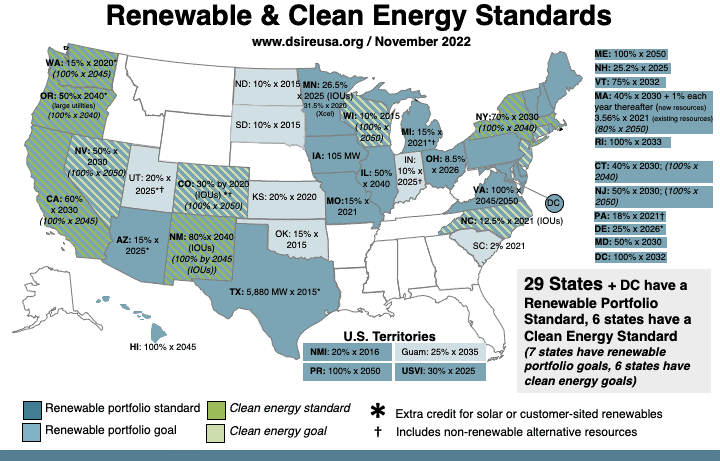 Renewable & Clean Energy Standards
www.dsireusa.org / November 2022
WA: 15% x 2020*
(100% x 2045)
OR: 50%x 2040*
(large utilities)
(100% x 2040)
NV: 50% x
2030
(100% x 2050)
CA: 60%
x 2030
(100% x 2045)
UT: 20% x
2025*†
AZ: 15% x
2025*
CO: 30% by 2020
(IOUs) *†
(100% x 2050)
NM: 80%x 2040
(IOUs)
(100% by 2045
(IOUs))
ND: 10% x 2015
SD: 10% x 2015
KS: 20% x 2020
OK: 15% x
2015
TX: 5,880 MW x 2015*
MN: 26.5%
x 2025 (IOUs)
31.5% x 2020
(Xcel)
IA: 105 MW
MO:15% x
2021
WI: 10% 2015
(100% x
2050)
IL: 50%
x 2040
MI: 15% x
2021*†
IN:
10% x
2025†
OH: 8.5%
x 2026
NY:70% x 2030
(100% x 2040)
VA: 100% x
2045/2050
NC: 12.5% x 2021 (IOUs)
SC: 2% 2021
DC
HI: 100% x 2045
ME: 100% x 2050
NH: 25.2% x 2025
VT: 75% x 2032
MA: 40% x 2030 + 1% each
year thereafter (new resources)
3.56% x 2021 (existing resources)
(80% x 2050)
RI: 100% x 2033
CT: 40% x 2030; (100% x
2040)
NJ: 50% x 2030; (100% x
2050)
PA: 18% x 2021†
DE: 25% x 2026*
MD: 50% x 2030
DC: 100% x 2032
29 States + DC have a
Renewable Portfolio
Standard, 6 states have a
Clean Energy Standard
(7 states have renewable
portfolio goals, 6 states have
clean energy goals)
U.S. Territories
NMI: 20% x 2016
Guam: 25% x 2035
PR: 100% x 2050
USVI: 30% x 2025
Renewable portfolio standard
Clean energy standard
* Extra credit for solar or customer-sited renewables
Renewable portfolio goal
Clean energy goal
† Includes non-renewable alternative resources